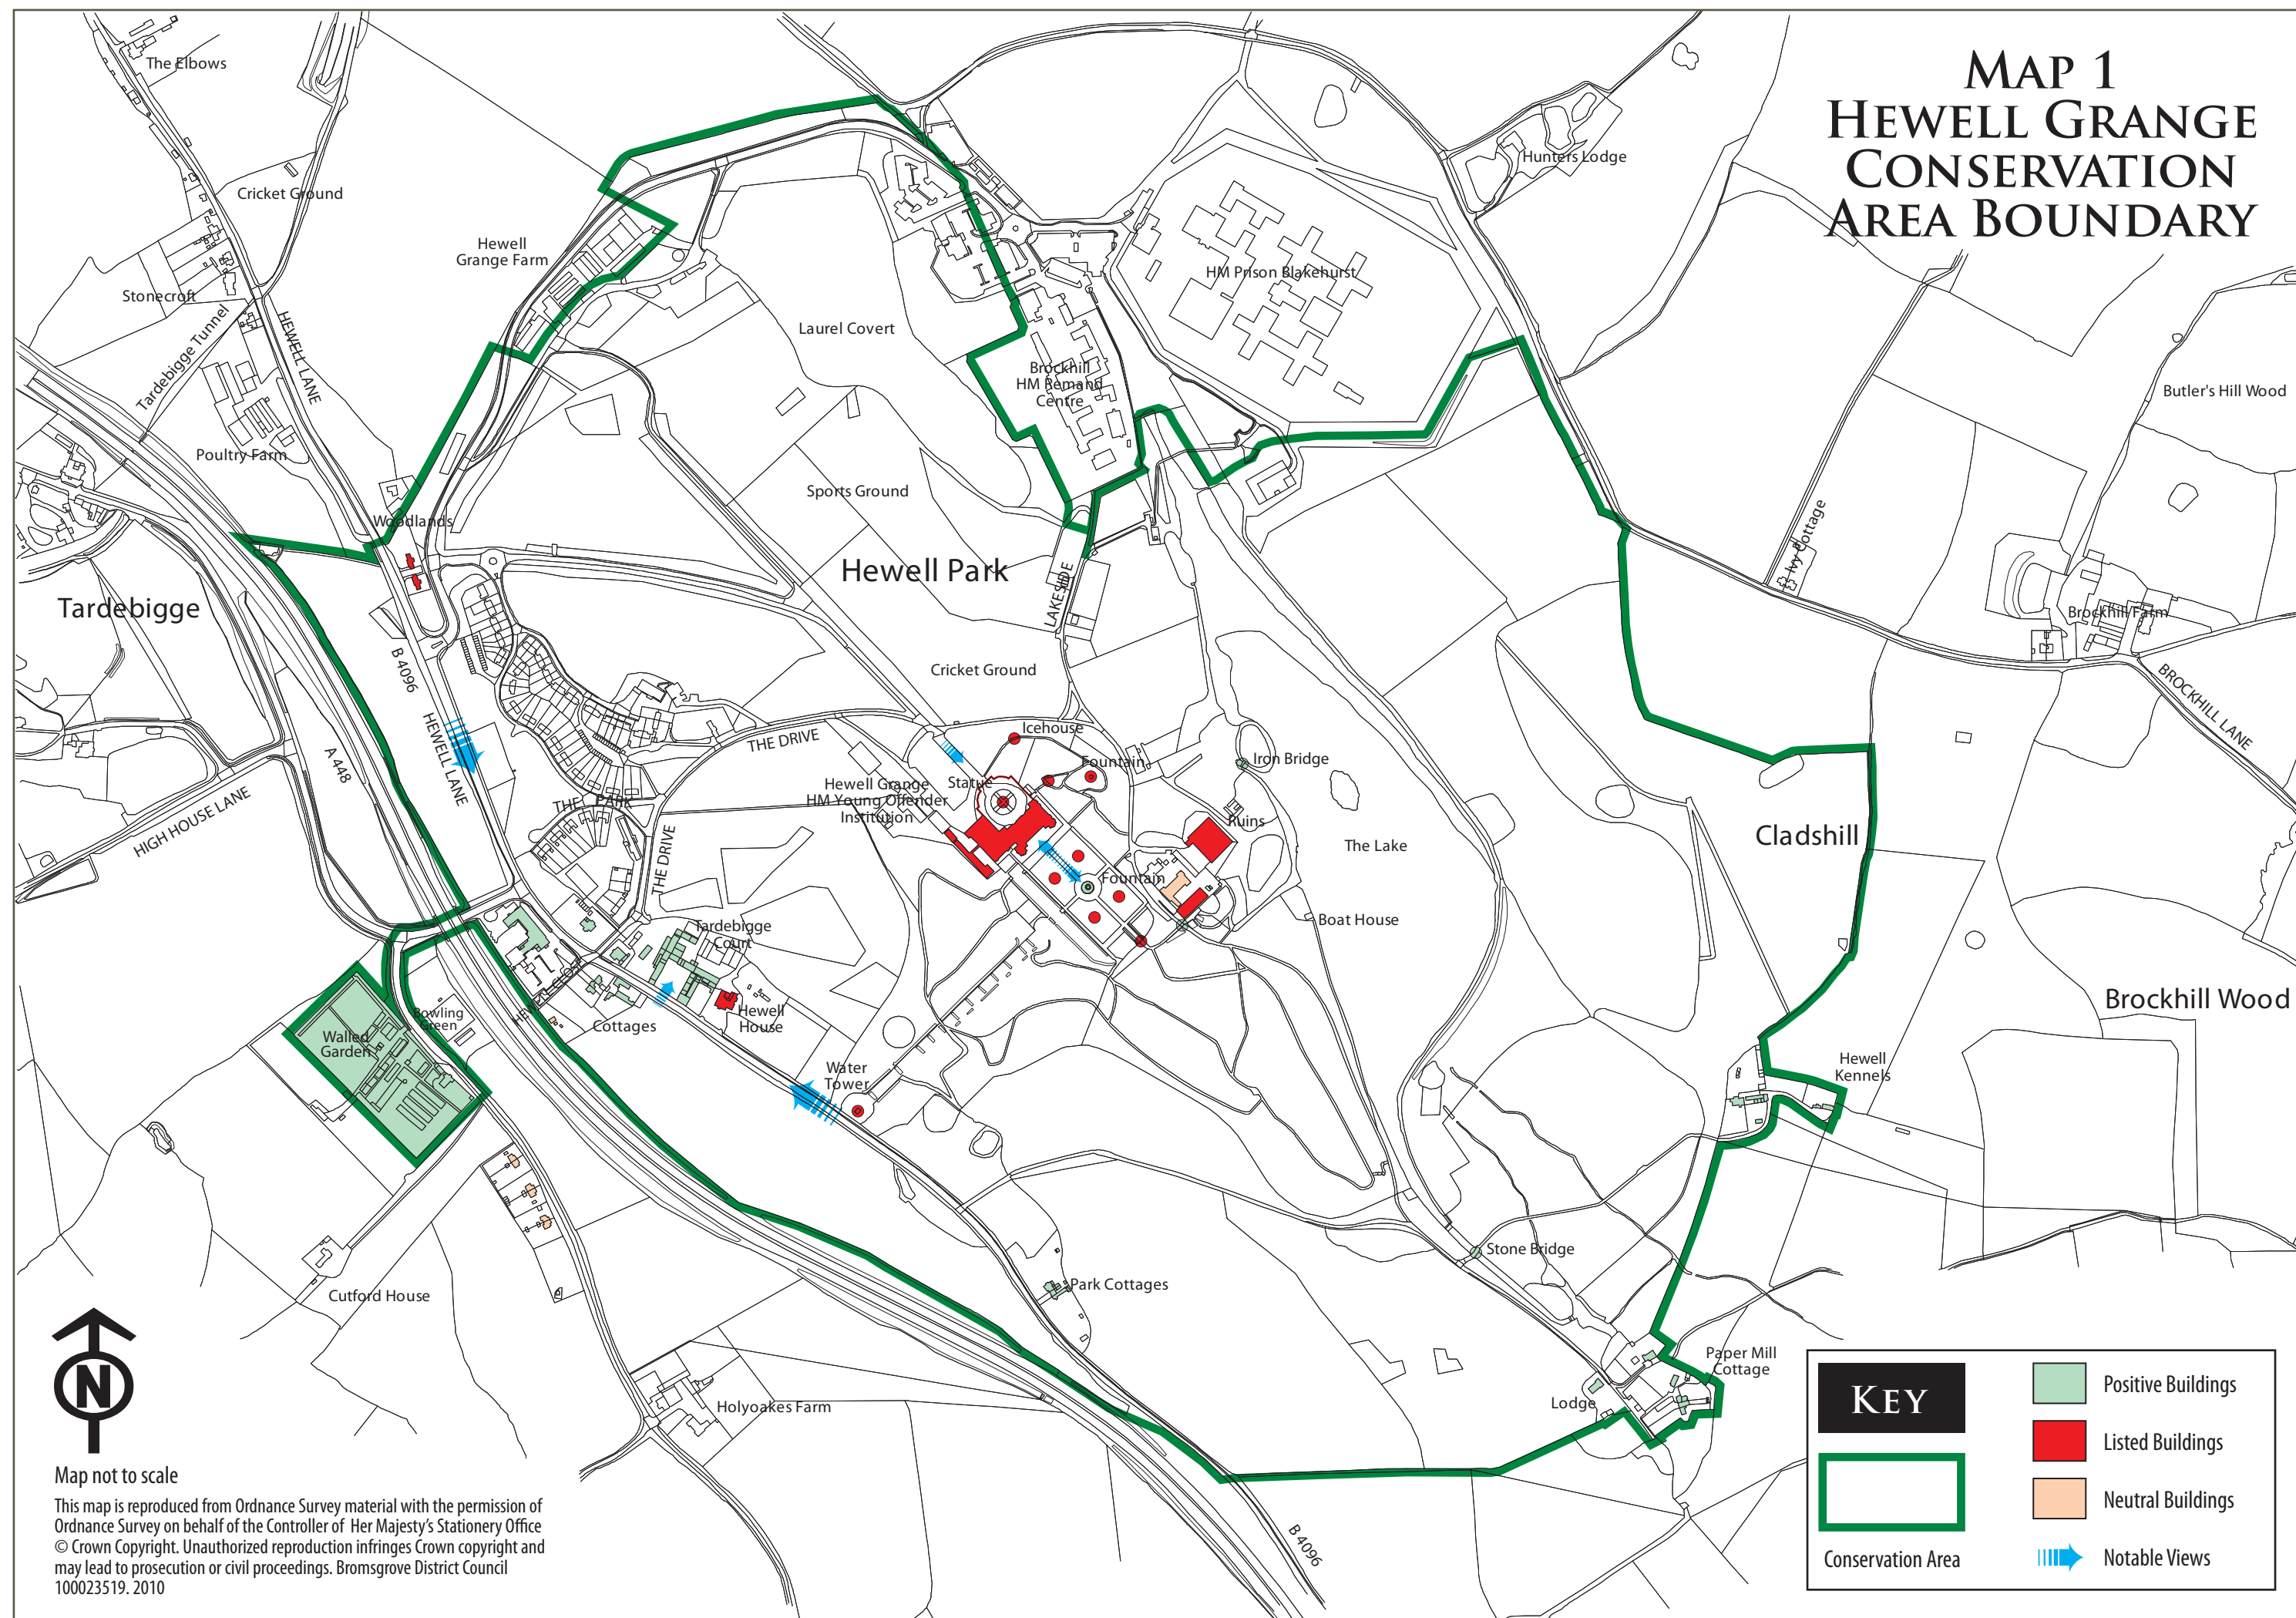 MAP 1
HEWELL GRANGE
CONSERVATION
AREA BOUNDARY
The Elbows
Cricket Ground
Hunters Lodge
Hewell
Grange Farm
HM Prison Blakehurst
Stonecroft
Tardebigge Tunnel
HEWELL LANE
Laurel Covert
Brockhill
HM Remand
Centre
Butler's Hill Wood
Poultry Farm
Sports Ground
Woodlands
Ivy Cottage
Hewell Park
LAKESIDE
Tardebigge
Brockhill Farm
B 4096
Cricket Ground
BROCKHILL LANE
HEWELL LANE
Icehouse
THE DRIVE
A 448
Fountain
Iron Bridge
Statue
Hewell Grange
HM Young Offender
Institution
THE PARK
HIGH HOUSE LANE
Ruins
Cladshill
The Lake
THE DRIVE
Fountain
Boat House
Tardebigge
Court
Brockhill Wood
Bowling
Green
Hewell
House
Cottages
Walled
Garden
Hewell
Kennels
Water
Tower
Stone Bridge
Park Cottages
Cutford House
Paper Mill
Cottage
Lodge
Holyoakes Farm
B 4096
N
Map not to scale
This map is reproduced from Ordnance Survey material with the permission of
Ordnance Survey on behalf of the Controller of Her Majesty's Stationery Office
© Crown Copyright. Unauthorized reproduction infringes Crown copyright and
may lead to prosecution or civil proceedings. Bromsgrove District Council
100023519. 2010
KEY
Conservation Area
Positive Buildings
Listed Buildings
Neutral Buildings
Notable Views